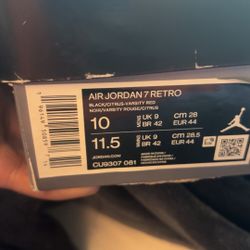 AIR JORDAN 7 RETRO
BLACK/CITRUS-VARSITY RED
NOIR/VARSITY ROUGE/CITRUS
10 MENS UK 9 BR 42 CM 28 EUR 44
11.5 UK 9 BR 42 CM 28.5 EUR 44
JORDAN.COM
CU9307 081